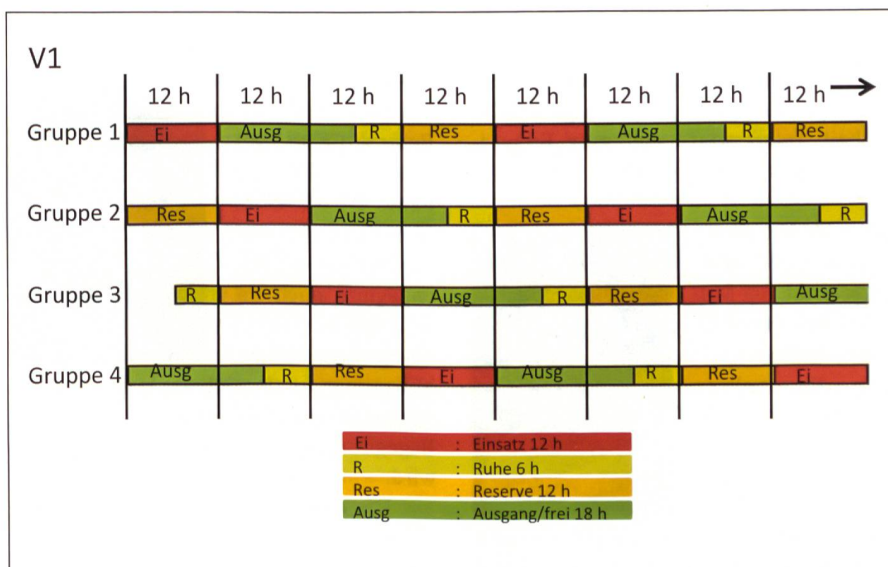 V1
12 h 12 h 12 h 12 h 12 h 12 h 12 h 12 h
Gruppe 1 Ei Ausg R Res Ei Ausg R Res
Gruppe 2 Res Ei Ausg R Res Ei Ausg R
Gruppe 3 R Res Ei Ausg R Res Ei Ausg
Gruppe 4 Ausg R Res Ei Ausg R Res Ei
Ei : Einsatz 12 h
R : Ruhe 6 h
Res : Reserve 12 h
Ausg : Ausgang/frei 18 h